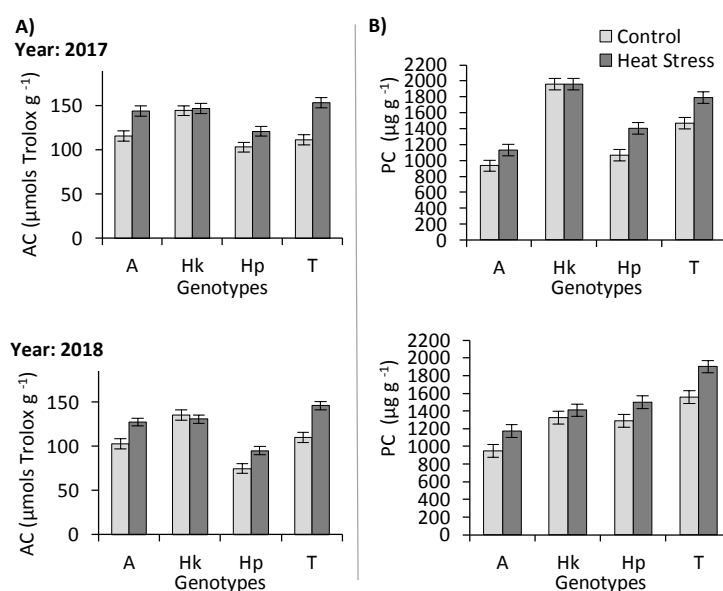 A)
Year: 2017
AC (µmols Trolox g⁻¹)
150
100
50
0
A Hk Hp T
Genotypes
B)
Control
Heat Stress
PC (µg g⁻¹)
2200
2000
1800
1600
1400
1200
1000
800
600
400
200
0
A Hk Hp T
Genotypes
Year: 2018
AC (µmols Trolox g⁻¹)
150
100
50
0
A Hk Hp T
Genotypes
PC (µg g⁻¹)
2200
2000
1800
1600
1400
1200
1000
800
600
400
200
0
A Hk Hp T
Genotypes